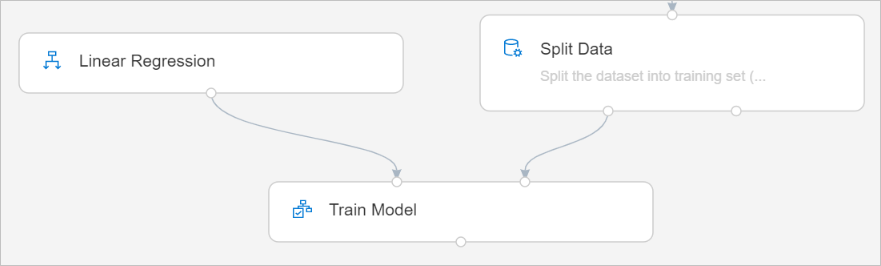 Linear Regression
Split Data
Split the dataset into training set (...
Train Model